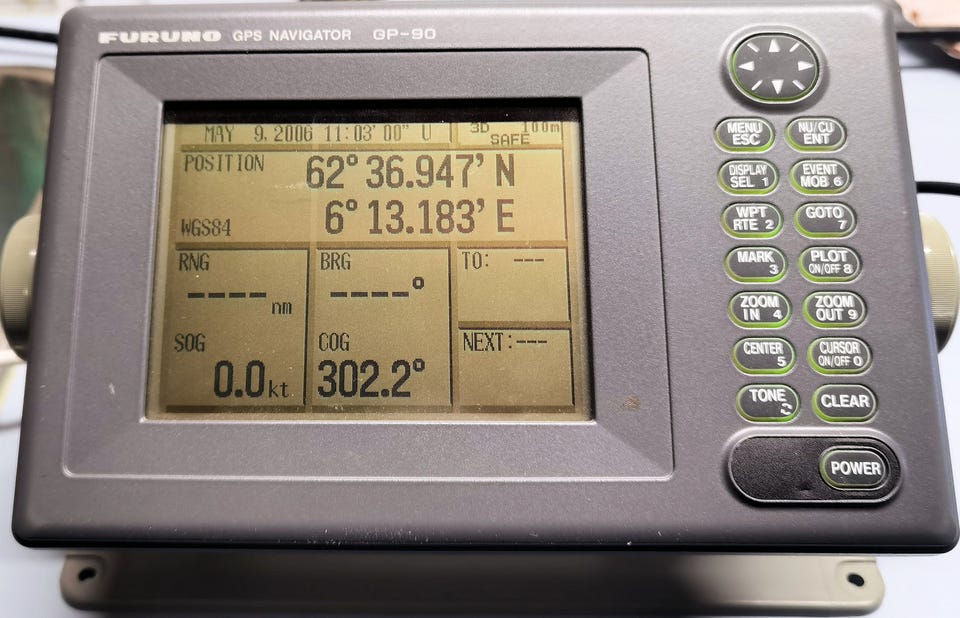 FURUNO GPS NAVIGATOR GP-90
MAY 9,2006 11:03'00" U
3D 100m
SAFE
POSITION
62° 36.947' N
6° 13.183' E
WGS84
RNG
---- nm
BRG
----°
TO: ---
SOG
0.0 kt
COG
302.2°
NEXT:---
MENU
ESC
NU/CU
ENT
DISPLAY
SEL 1
EVENT
MOB 6
WPT
RTE 2
GOTO
7
MARK
3
PLOT
ON/OFF 8
ZOOM
IN 4
ZOOM
OUT 9
CENTER
5
CURSOR
ON/OFF 0
TONE
CLEAR
POWER